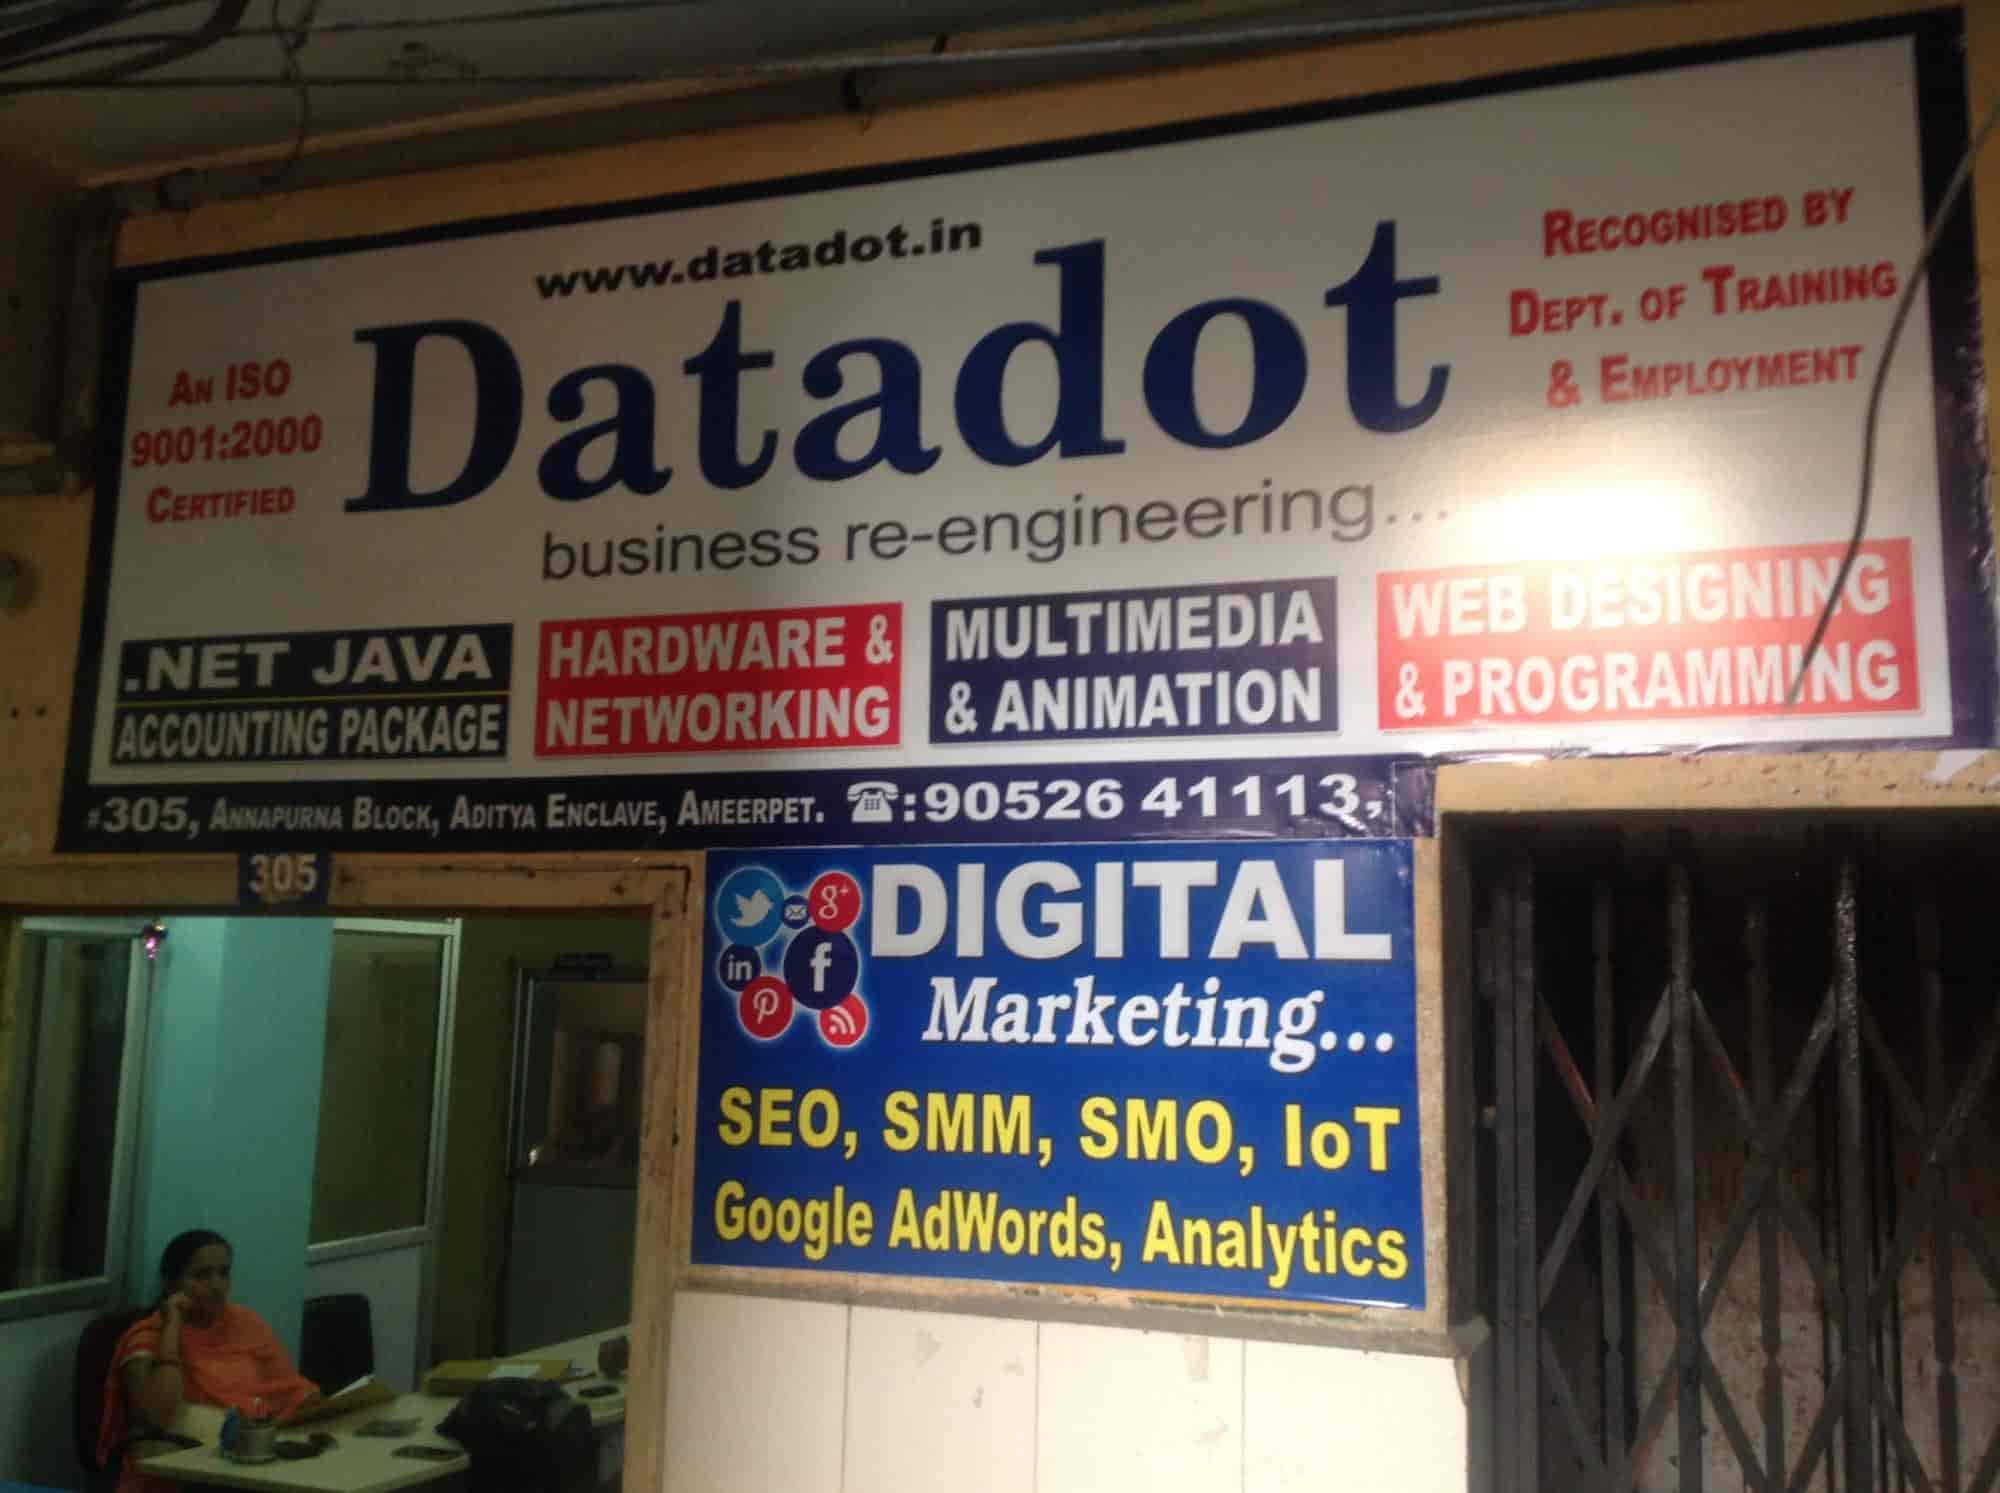 www.datadot.in
Datadot
business re-engineering...
AN ISO
9001:2000
CERTIFIED
RECOGNISED BY
DEPT. OF TRAINING
& EMPLOYMENT
.NET JAVA
ACCOUNTING PACKAGE
HARDWARE &
NETWORKING
MULTIMEDIA
& ANIMATION
WEB DESIGNING
& PROGRAMMING
#305, ANNAPURNA BLOCK, ADITYA ENCLAVE, AMEERPET. ☎:90526 41113,
305
g+
in
f
DIGITAL
Marketing...
SEO, SMM, SMO, IoT
Google AdWords, Analytics